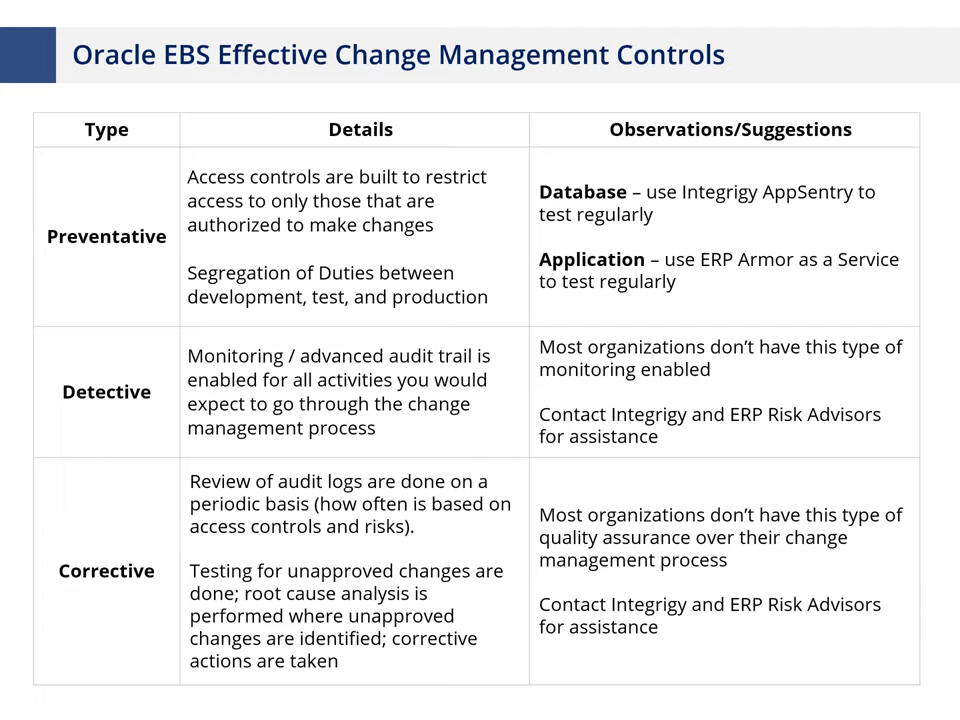 Oracle EBS Effective Change Management Controls
Type
Details
Observations/Suggestions
Preventative
Access controls are built to restrict
access to only those that are
authorized to make changes
Segregation of Duties between
development, test, and production
Database – use Integrigy AppSentry to
test regularly
Application – use ERP Armor as a Service
to test regularly
Detective
Monitoring / advanced audit trail is
enabled for all activities you would
expect to go through the change
management process
Most organizations don’t have this type of
monitoring enabled
Contact Integrigy and ERP Risk Advisors
for assistance
Corrective
Review of audit logs are done on a
periodic basis (how often is based on
access controls and risks).
Testing for unapproved changes are
done; root cause analysis is
performed where unapproved
changes are identified; corrective
actions are taken
Most organizations don’t have this type of
quality assurance over their change
management process
Contact Integrigy and ERP Risk Advisors
for assistance